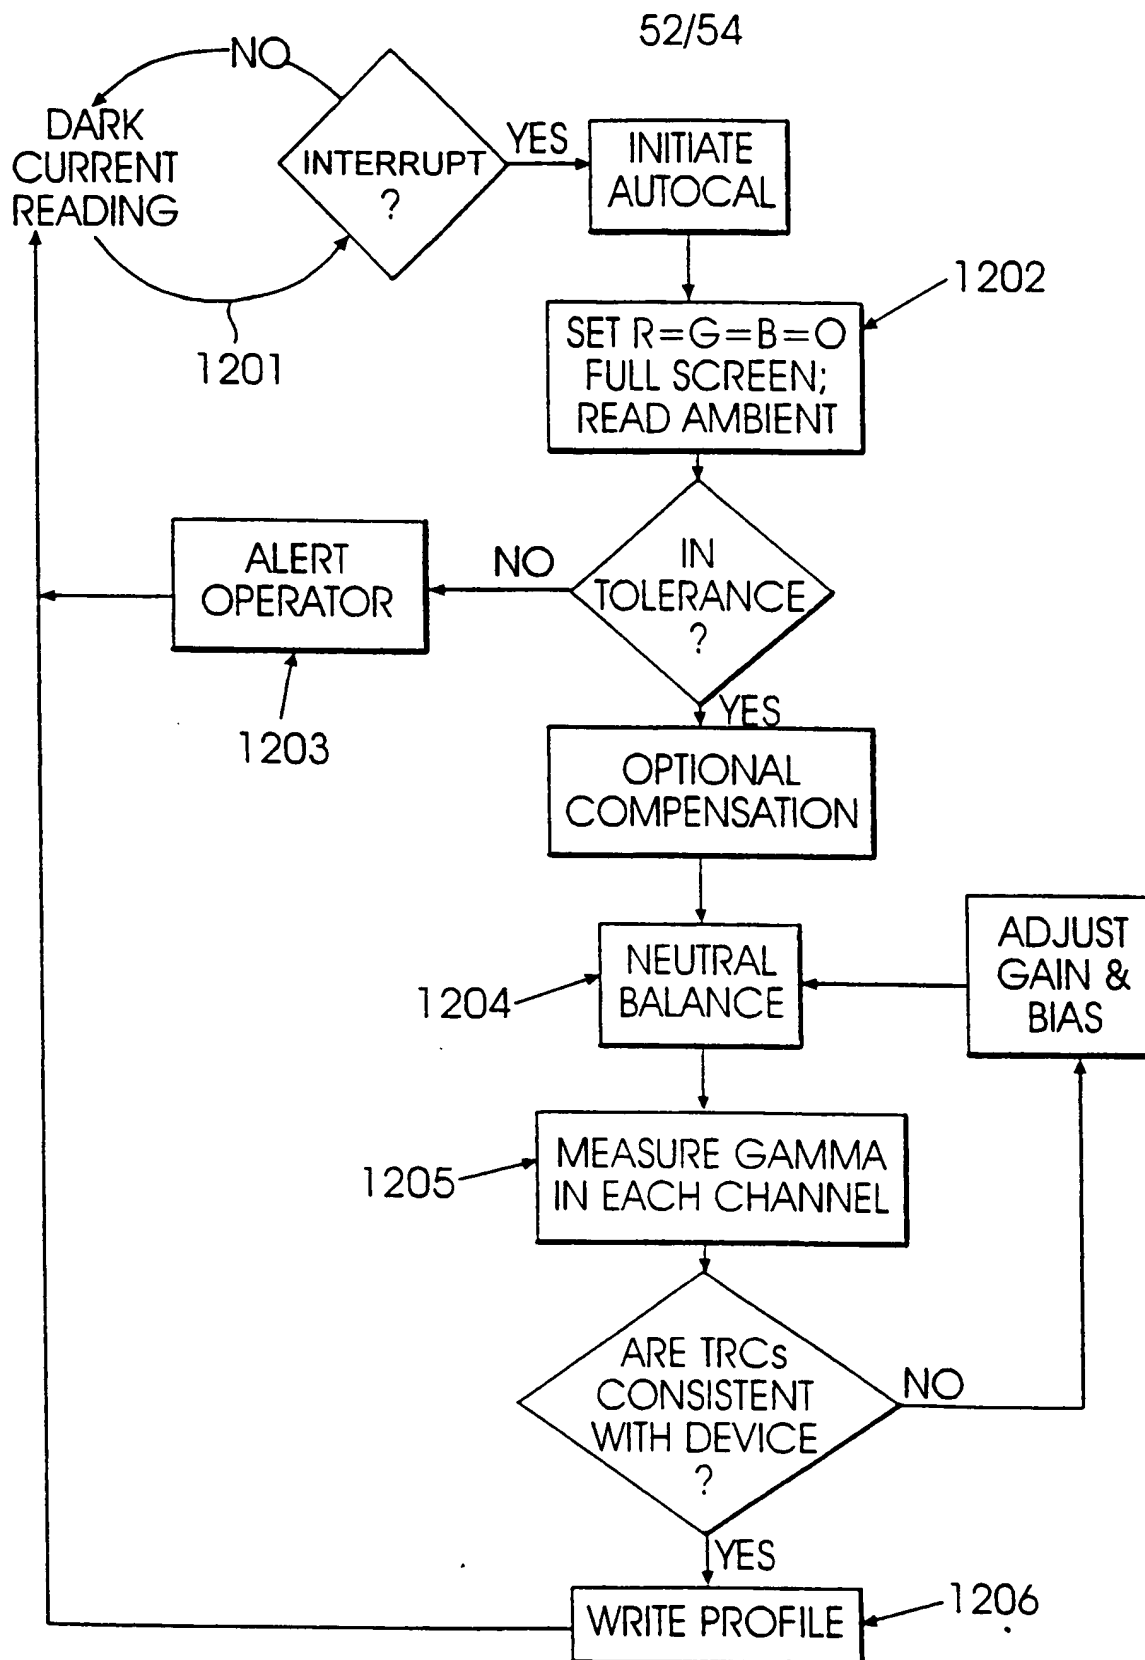 52/54
NO
DARK
CURRENT
READING
INTERRUPT
?
YES
INITIATE
AUTOCAL
1201
1202
SET R=G=B=O
FULL SCREEN;
READ AMBIENT
ALERT
OPERATOR
NO
IN
TOLERANCE
?
1203
YES
OPTIONAL
COMPENSATION
1204
NEUTRAL
BALANCE
ADJUST
GAIN &
BIAS
1205
MEASURE GAMMA
IN EACH CHANNEL
ARE TRCs
CONSISTENT
WITH DEVICE
?
NO
YES
WRITE PROFILE
1206